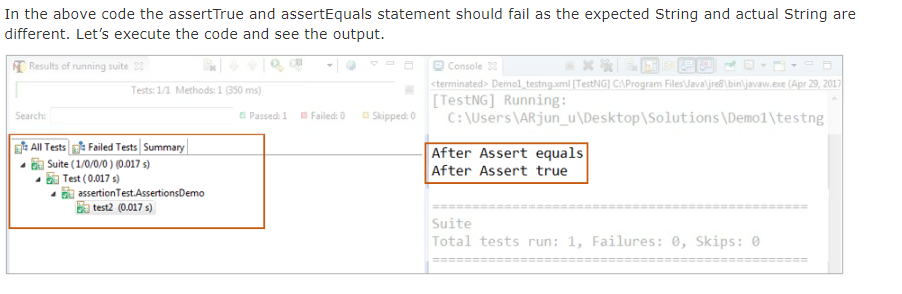 In the above code the assertTrue and assertEquals statement should fail as the expected String and actual String are
different. Let's execute the code and see the output.
Results of running suite
Tests: 1/1 Methods: 1 (350 ms)
Search:
Passed: 1
Failed: 0
Skipped: 0
All Tests
Failed Tests
Summary
Suite (1/0/0/0) (0.017 s)
Test (0.017 s)
assertionTest.AssertionsDemo
test2 (0.017 s)
Console
<terminated> Demo1_testng.xml [TestNG] C:\Program Files\Java\jre8\bin\javaw.exe (Apr 29, 2017
[TestNG] Running:
C:\Users\ARjun_u\Desktop\Solutions\Demo1\testng
After Assert equals
After Assert true
===============================================
Suite
Total tests run: 1, Failures: 0, Skips: 0
===============================================